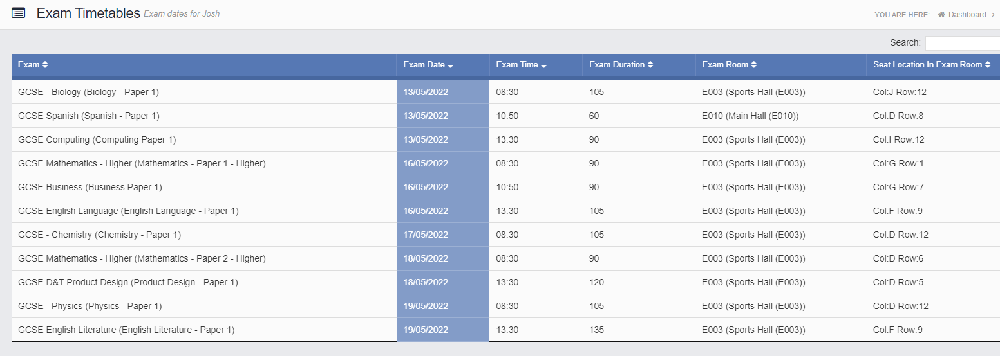 Exam Timetables Exam dates for Josh
YOU ARE HERE: Dashboard
Search:
Exam Exam Date Exam Time Exam Duration Exam Room Seat Location In Exam Room
GCSE - Biology (Biology - Paper 1) 13/05/2022 08:30 105 E003 (Sports Hall (E003)) Col:J Row:12
GCSE Spanish (Spanish - Paper 1) 13/05/2022 10:50 60 E010 (Main Hall (E010)) Col:D Row:8
GCSE Computing (Computing Paper 1) 13/05/2022 13:30 90 E003 (Sports Hall (E003)) Col:I Row:12
GCSE Mathematics - Higher (Mathematics - Paper 1 - Higher) 16/05/2022 08:30 90 E003 (Sports Hall (E003)) Col:G Row:1
GCSE Business (Business Paper 1) 16/05/2022 10:50 90 E003 (Sports Hall (E003)) Col:G Row:7
GCSE English Language (English Language - Paper 1) 16/05/2022 13:30 105 E003 (Sports Hall (E003)) Col:F Row:9
GCSE - Chemistry (Chemistry - Paper 1) 17/05/2022 08:30 105 E003 (Sports Hall (E003)) Col:D Row:12
GCSE Mathematics - Higher (Mathematics - Paper 2 - Higher) 18/05/2022 08:30 90 E003 (Sports Hall (E003)) Col:D Row:6
GCSE D&T Product Design (Product Design - Paper 1) 18/05/2022 13:30 120 E003 (Sports Hall (E003)) Col:D Row:5
GCSE - Physics (Physics - Paper 1) 19/05/2022 08:30 105 E003 (Sports Hall (E003)) Col:D Row:12
GCSE English Literature (English Literature - Paper 1) 19/05/2022 13:30 135 E003 (Sports Hall (E003)) Col:F Row:9